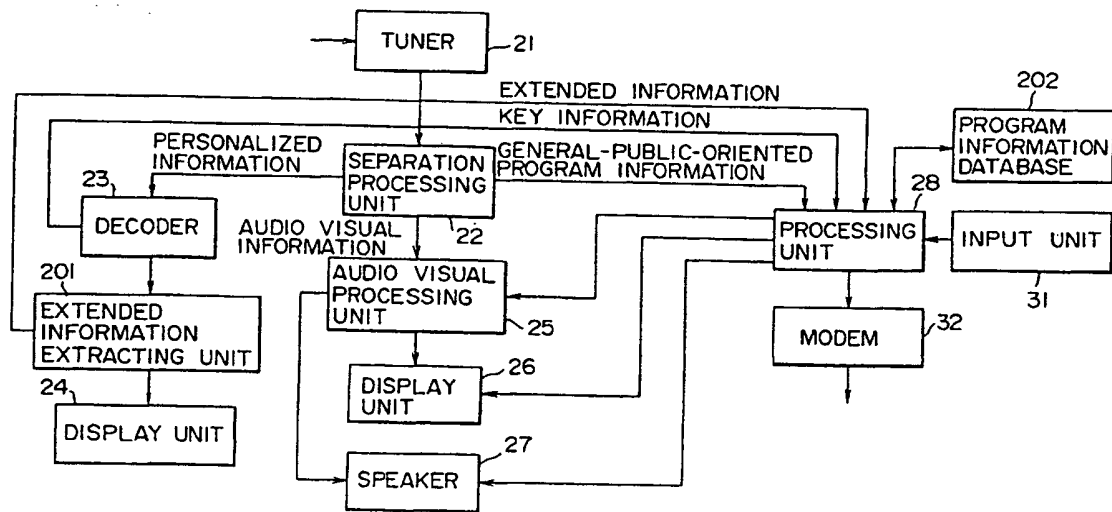 TUNER
21
EXTENDED INFORMATION
KEY INFORMATION
202
PROGRAM
INFORMATION
DATABASE
PERSONALIZED
INFORMATION
SEPARATION
PROCESSING
UNIT
22
GENERAL-PUBLIC-ORIENTED
PROGRAM INFORMATION
28
23
DECODER
AUDIO VISUAL
INFORMATION
PROCESSING
UNIT
INPUT UNIT
31
201
EXTENDED
INFORMATION
EXTRACTING UNIT
AUDIO VISUAL
PROCESSING
UNIT
25
MODEM
32
24
DISPLAY UNIT
26
DISPLAY
UNIT
27
SPEAKER